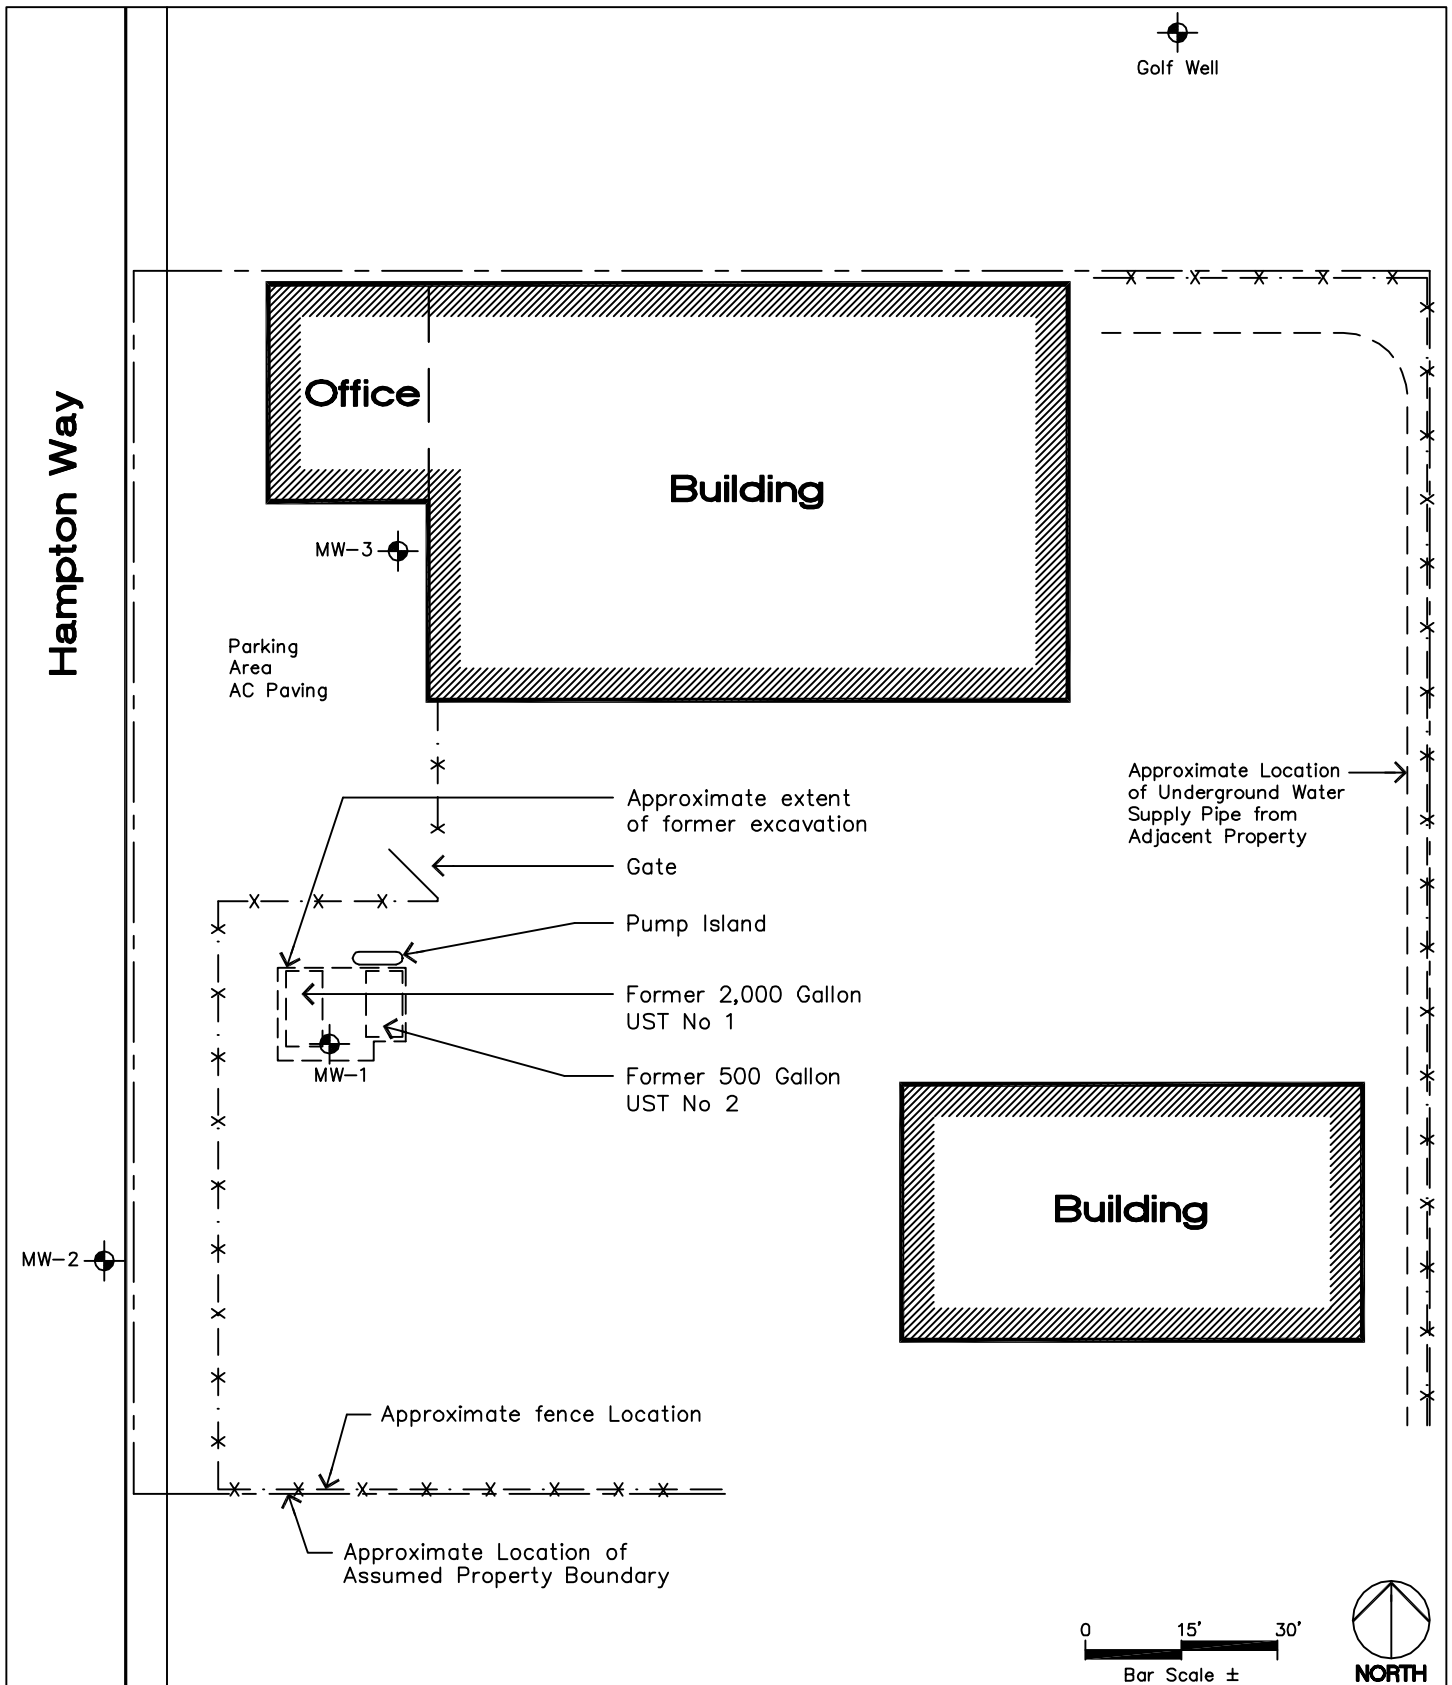 Golf Well
Office
Building
Hampton Way
MW-3
Parking
Area
AC Paving
Approximate Location
of Underground Water
Supply Pipe from
Adjacent Property
Approximate extent
of former excavation
Gate
Pump Island
Former 2,000 Gallon
UST No 1
MW-1
Former 500 Gallon
UST No 2
Building
MW-2
Approximate fence Location
Approximate Location of
Assumed Property Boundary
0 15' 30'
Bar Scale ±
NORTH